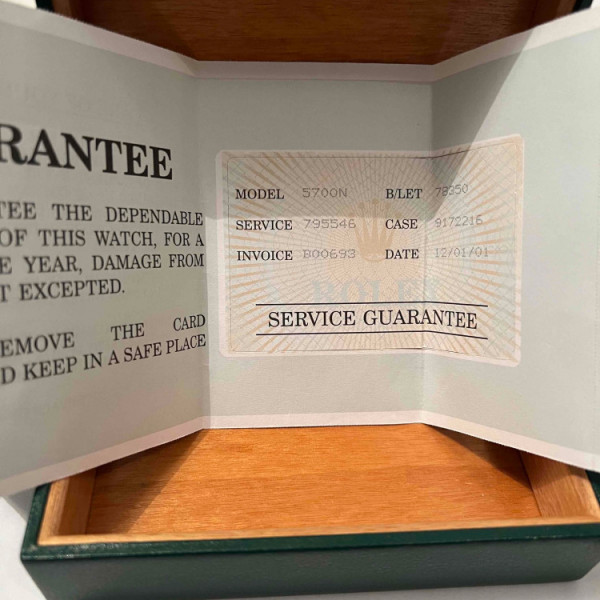 RANTEE
TEE THE DEPENDABLE
OF THIS WATCH, FOR A
E YEAR, DAMAGE FROM
T EXCEPTED.
EMOVE THE CARD
D KEEP IN A SAFE PLACE
MODEL 5700N B/LET 78350
SERVICE 795546 CASE 9172216
INVOICE B00693 DATE 12/01/01
ROLEX
SERVICE GUARANTEE